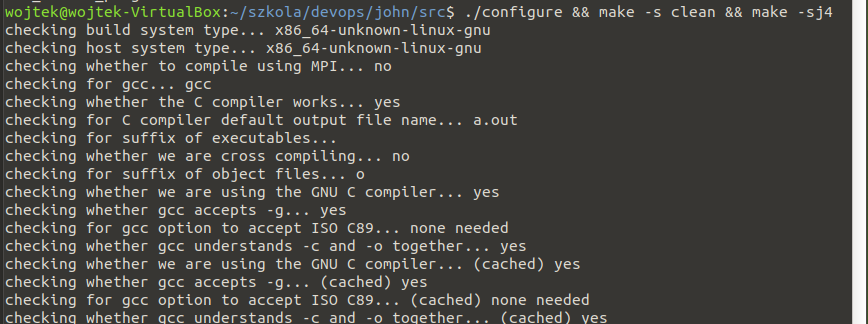 wojtek@wojtek-VirtualBox:~/szkola/devops/john/src$ ./configure && make -s clean && make -sj4
checking build system type... x86_64-unknown-linux-gnu
checking host system type... x86_64-unknown-linux-gnu
checking whether to compile using MPI... no
checking for gcc... gcc
checking whether the C compiler works... yes
checking for C compiler default output file name... a.out
checking for suffix of executables...
checking whether we are cross compiling... no
checking for suffix of object files... o
checking whether we are using the GNU C compiler... yes
checking whether gcc accepts -g... yes
checking for gcc option to accept ISO C89... none needed
checking whether gcc understands -c and -o together... yes
checking whether we are using the GNU C compiler... (cached) yes
checking whether gcc accepts -g... (cached) yes
checking for gcc option to accept ISO C89... (cached) none needed
checking whether gcc understands -c and -o together... (cached) yes